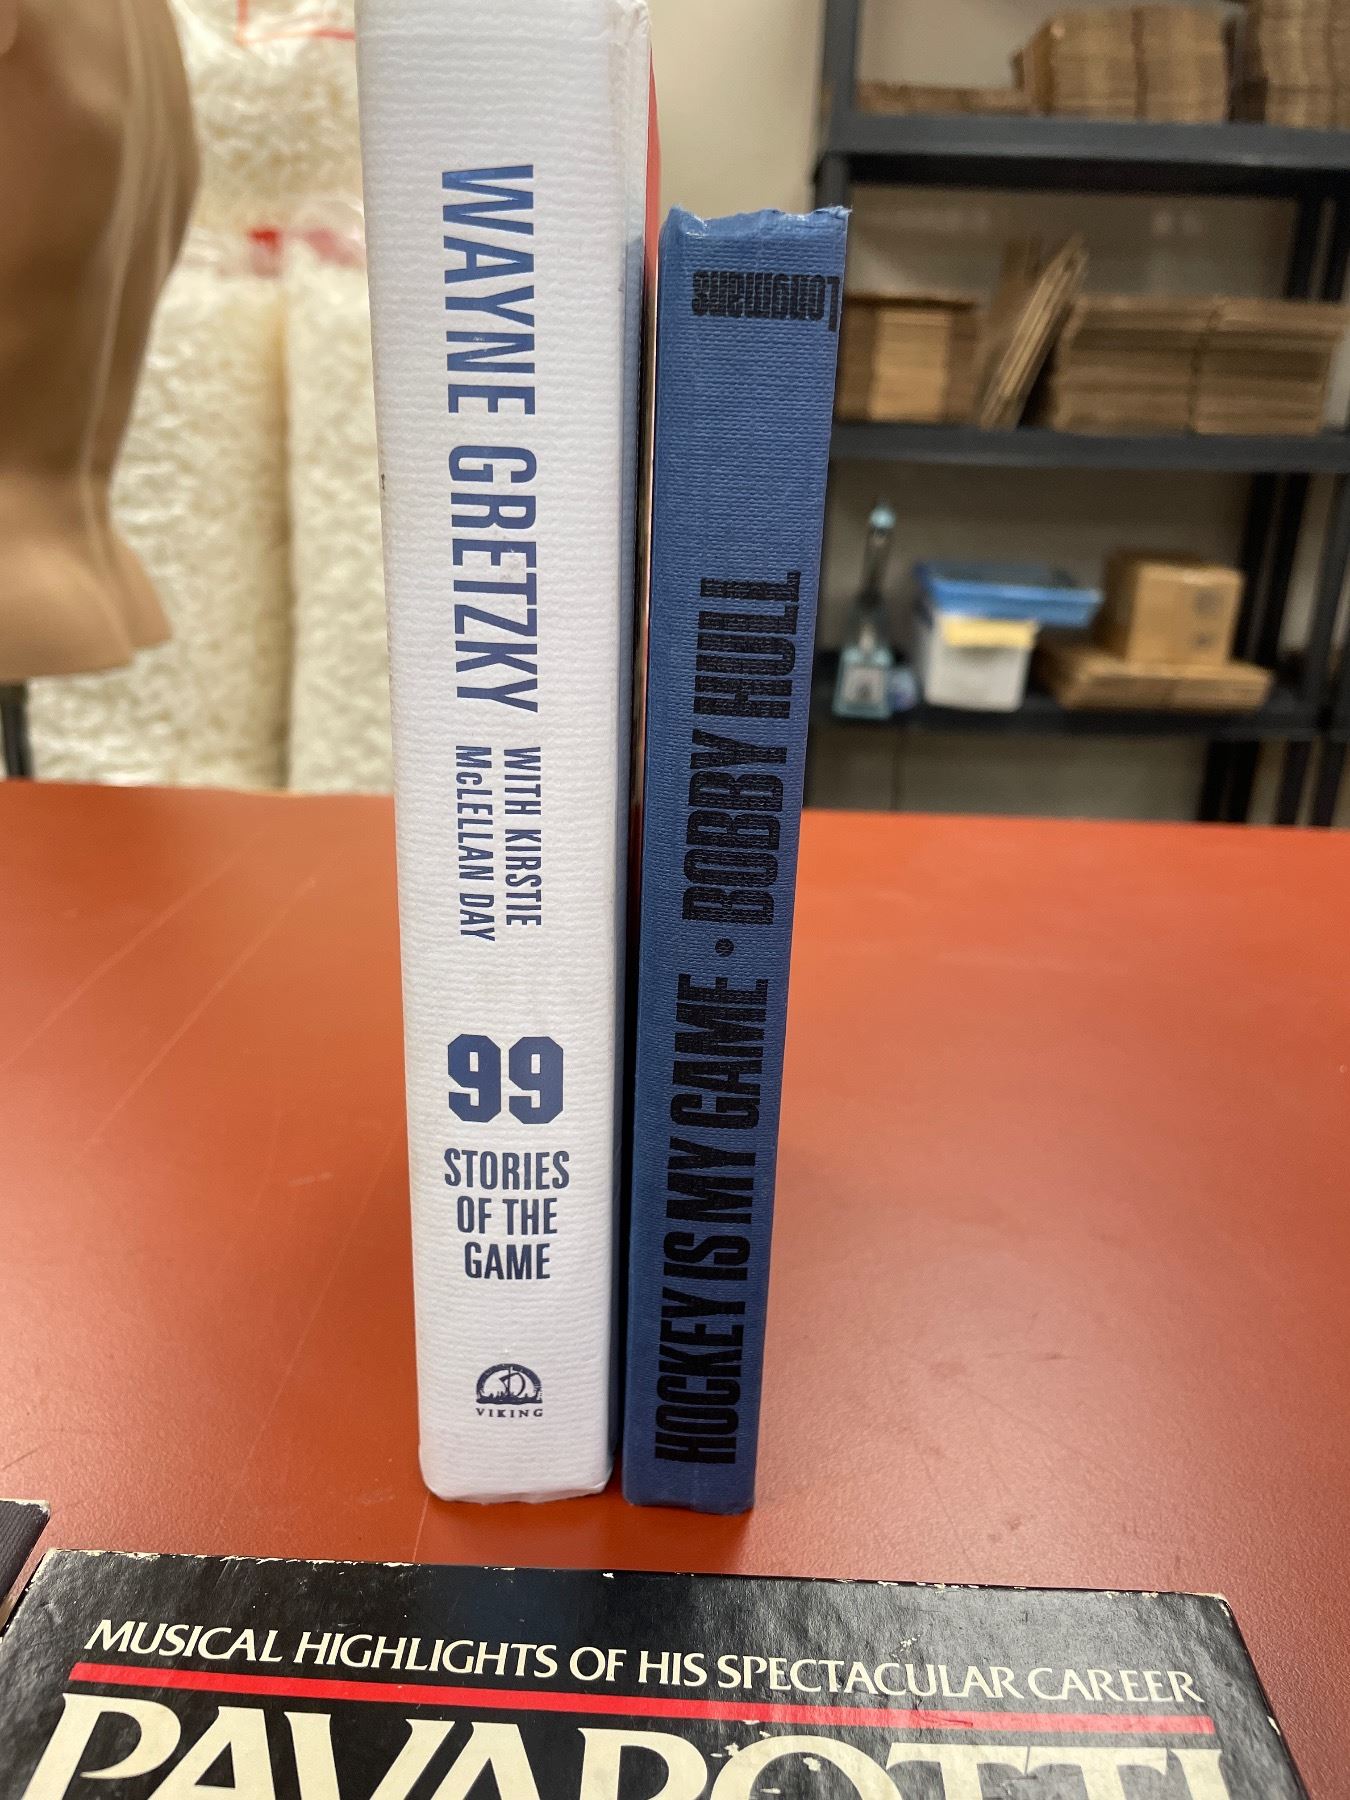 WAYNE GRETZKY
WITH KIRSTIE
McLELLAN DAY
99
STORIES
OF THE
GAME
VIKING
HOCKEY IS MY GAME • BOBBY HULL
Longmans
MUSICAL HIGHLIGHTS OF HIS SPECTACULAR CAREER
PAVAROTTI